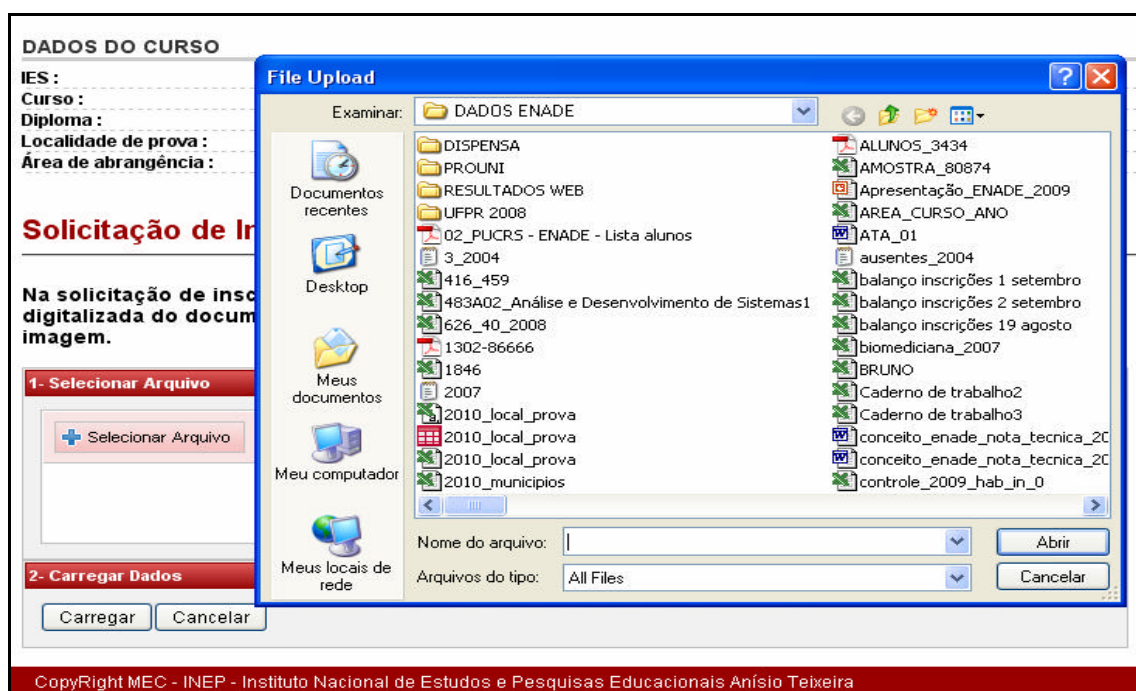 DADOS DO CURSO
IES :
Curso :
Diploma :
Localidade de prova :
Área de abrangência :
Solicitação de In
Na solicitação de insc
digitalizada do docum
imagem.
1- Selecionar Arquivo
Selecionar Arquivo
2- Carregar Dados
Carregar
Cancelar
File Upload
Examinar:
DADOS ENADE
Documentos
recentes
Desktop
Meus
documentos
Meu computador
Meus locais de
rede
DISPENSA
PROUNI
RESULTADOS WEB
UFPR 2008
02_PUCRS - ENADE - Lista alunos
3_2004
416_459
483A02_Análise e Desenvolvimento de Sistemas1
626_40_2008
1302-86666
1846
2007
2010_local_prova
2010_local_prova
2010_local_prova
2010_municipios
ALUNOS_3434
AMOSTRA_80874
Apresentação_ENADE_2009
AREA_CURSO_ANO
ATA_01
ausentes_2004
balanço inscrições 1 setembro
balanço inscrições 2 setembro
balanço inscrições 19 agosto
biomediciana_2007
BRUNO
Caderno de trabalho2
Caderno de trabalho3
conceito_enade_nota_tecnica_20
conceito_enade_nota_tecnica_20
controle_2009_hab_in_0
Nome do arquivo:
Abrir
Arquivos do tipo:
All Files
Cancelar
CopyRight MEC - INEP - Instituto Nacional de Estudos e Pesquisas Educacionais Anísio Teixeira